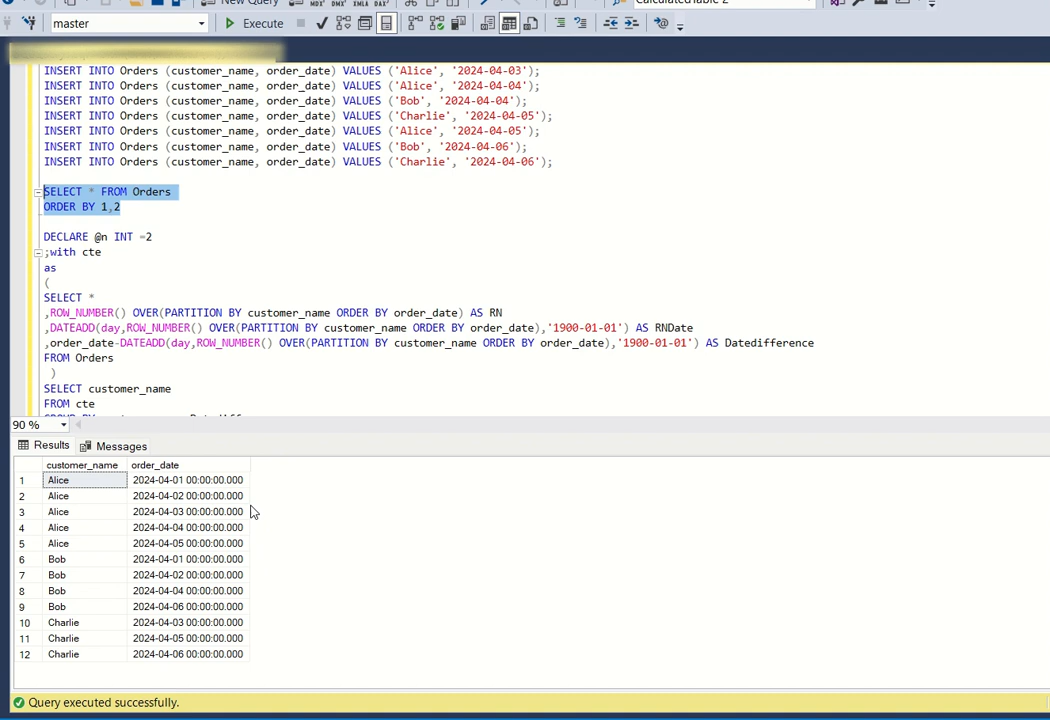 New Query
CalculatedTable 2
master
Execute
INSERT INTO Orders (customer_name, order_date) VALUES ('Alice', '2024-04-03');
INSERT INTO Orders (customer_name, order_date) VALUES ('Alice', '2024-04-04');
INSERT INTO Orders (customer_name, order_date) VALUES ('Bob', '2024-04-04');
INSERT INTO Orders (customer_name, order_date) VALUES ('Charlie', '2024-04-05');
INSERT INTO Orders (customer_name, order_date) VALUES ('Alice', '2024-04-05');
INSERT INTO Orders (customer_name, order_date) VALUES ('Bob', '2024-04-06');
INSERT INTO Orders (customer_name, order_date) VALUES ('Charlie', '2024-04-06');
SELECT * FROM Orders
ORDER BY 1,2
DECLARE @n INT =2
;with cte
as
(
SELECT *
,ROW_NUMBER() OVER(PARTITION BY customer_name ORDER BY order_date) AS RN
,DATEADD(day,ROW_NUMBER() OVER(PARTITION BY customer_name ORDER BY order_date),'1900-01-01') AS RNDate
,order_date-DATEADD(day,ROW_NUMBER() OVER(PARTITION BY customer_name ORDER BY order_date),'1900-01-01') AS Datedifference
FROM Orders
)
SELECT customer_name
FROM cte
90 %
Results Messages
customer_name order_date
1 Alice 2024-04-01 00:00:00.000
2 Alice 2024-04-02 00:00:00.000
3 Alice 2024-04-03 00:00:00.000
4 Alice 2024-04-04 00:00:00.000
5 Alice 2024-04-05 00:00:00.000
6 Bob 2024-04-01 00:00:00.000
7 Bob 2024-04-02 00:00:00.000
8 Bob 2024-04-04 00:00:00.000
9 Bob 2024-04-06 00:00:00.000
10 Charlie 2024-04-03 00:00:00.000
11 Charlie 2024-04-05 00:00:00.000
12 Charlie 2024-04-06 00:00:00.000
Query executed successfully.